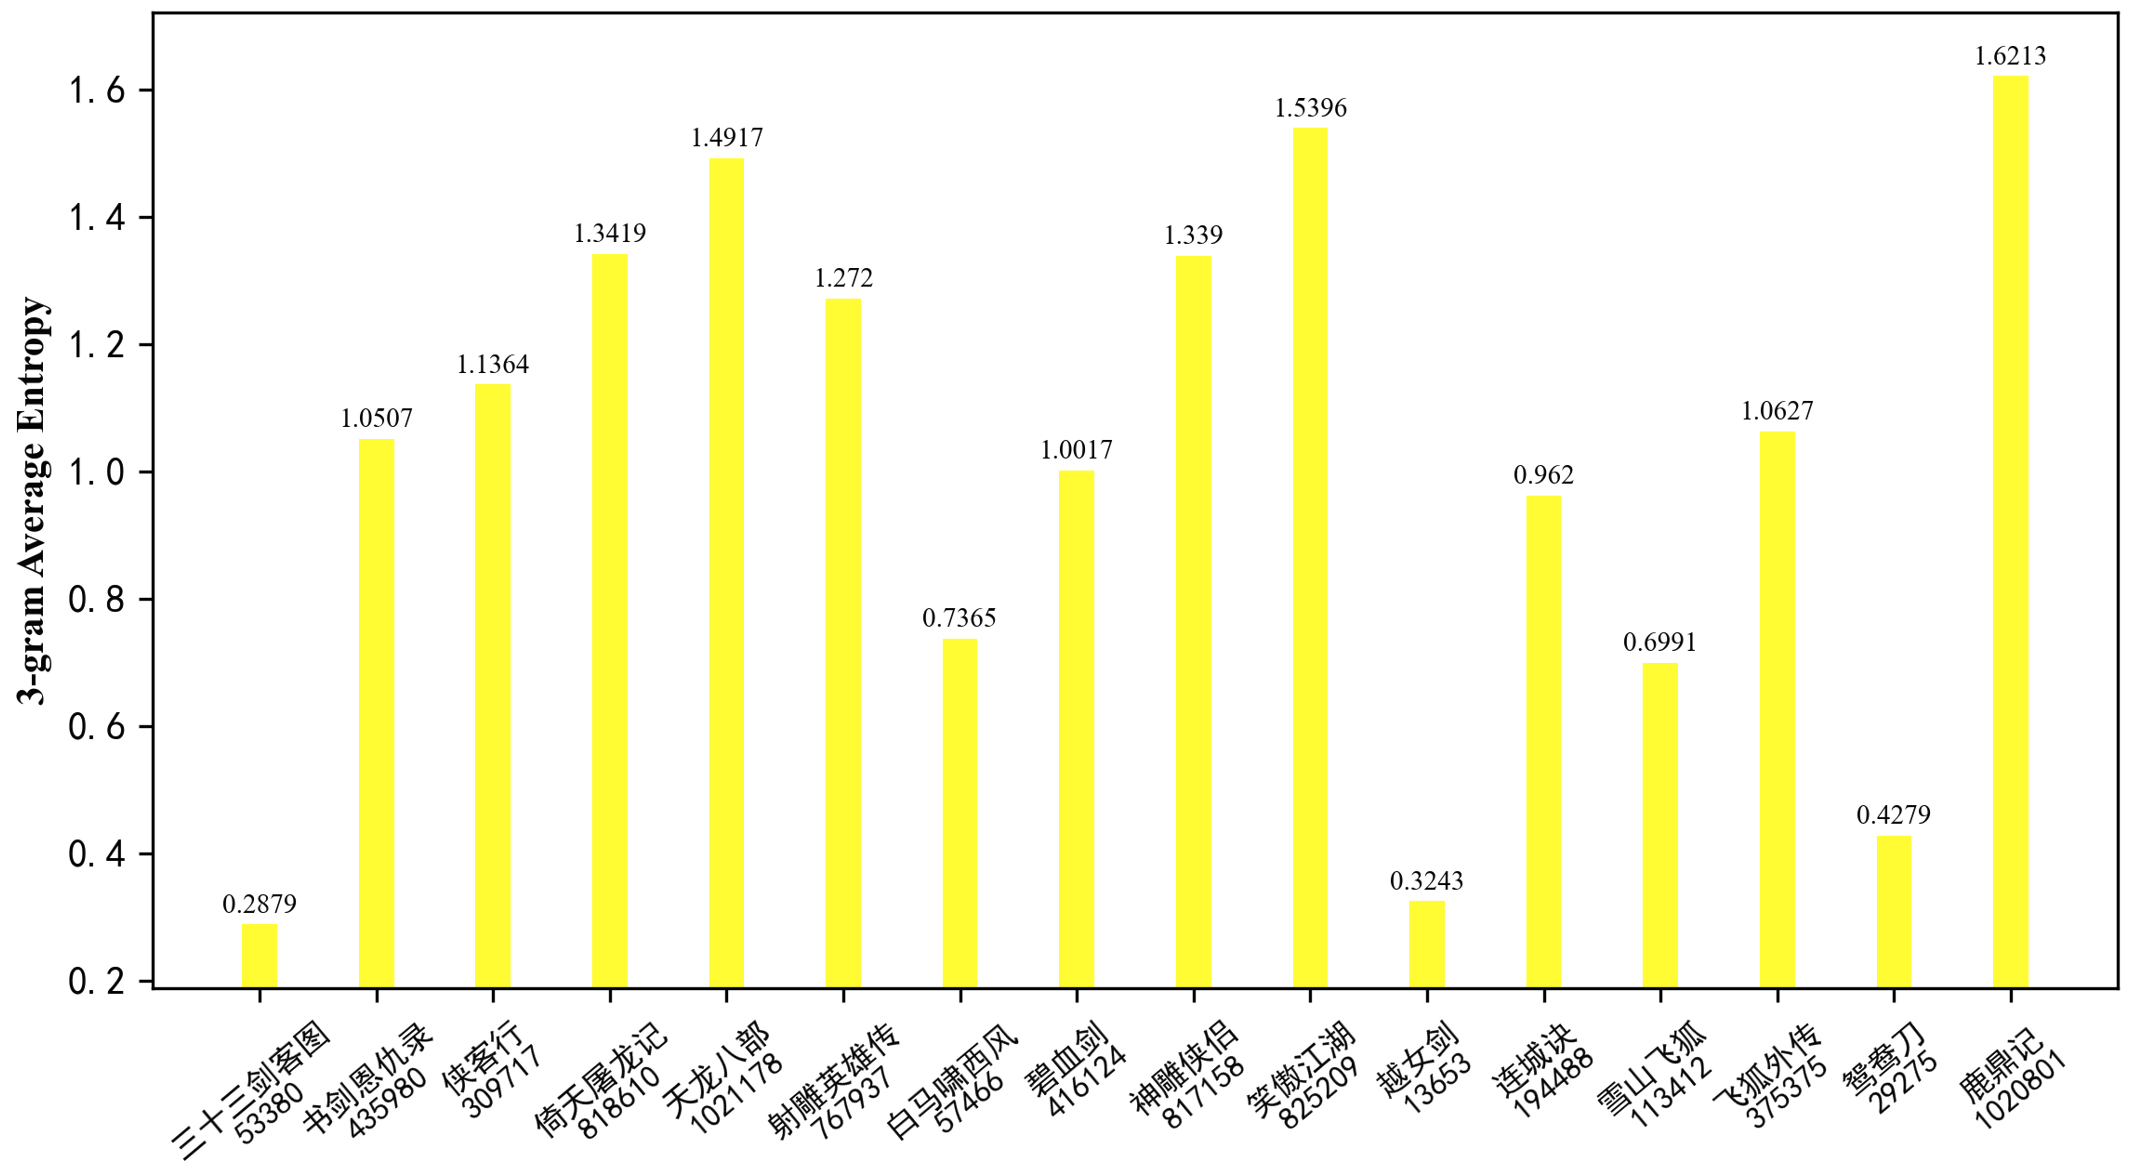 3-gram Average Entropy
1.6
1.4
1.2
1.0
0.8
0.6
0.4
0.2
0.2879
1.0507
1.1364
1.3419
1.4917
1.272
0.7365
1.0017
1.339
1.5396
0.3243
0.962
0.6991
1.0627
0.4279
1.6213
三十三剑客图
53380
书剑恩仇录
435980
侠客行
309717
倚天屠龙记
818610
天龙八部
1021178
射雕英雄传
767937
白马啸西风
57466
碧血剑
416124
神雕侠侣
817158
笑傲江湖
825209
越女剑
13653
连城诀
194488
雪山飞狐
113412
飞狐外传
375375
鸳鸯刀
29275
鹿鼎记
1020801